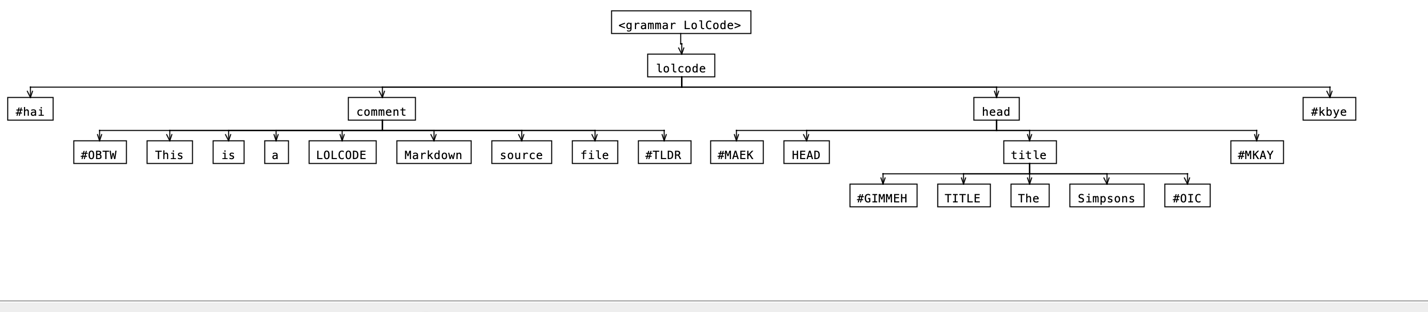 <grammar LolCode>
lolcode
#hai comment head #kbye
#OBTW This is a LOLCODE Markdown source file #TLDR #MAEK HEAD title #MKAY
#GIMMEH TITLE The Simpsons #OIC